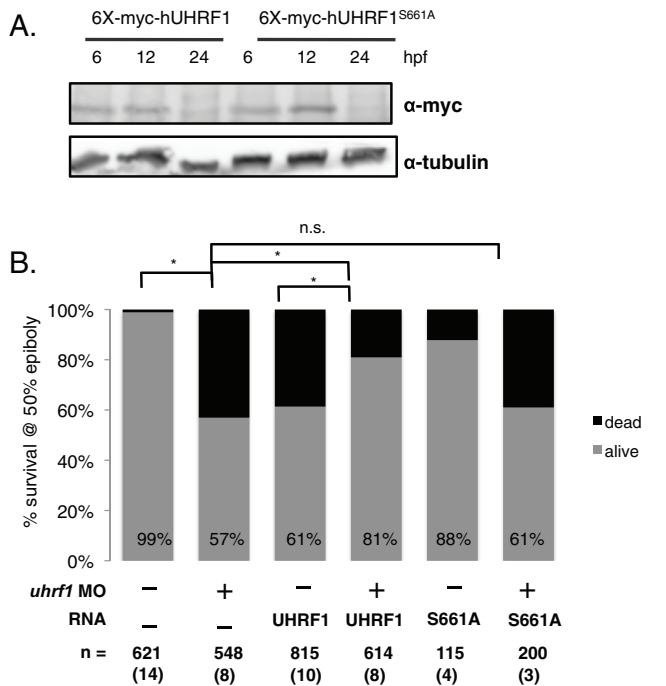 A.
6X-myc-hUHRF1 6X-myc-hUHRF1S661A
6 12 24 6 12 24 hpf
α-myc
α-tubulin
n.s.
B.
* *
*
100%
80%
60%
40%
20%
0%
% survival @ 50% epiboly
99% 57% 61% 81% 88% 61%
dead
alive
uhrf1 MO – + – + – +
RNA – – UHRF1 UHRF1 S661A S661A
n = 621 548 815 614 115 200
(14) (8) (10) (8) (4) (3)